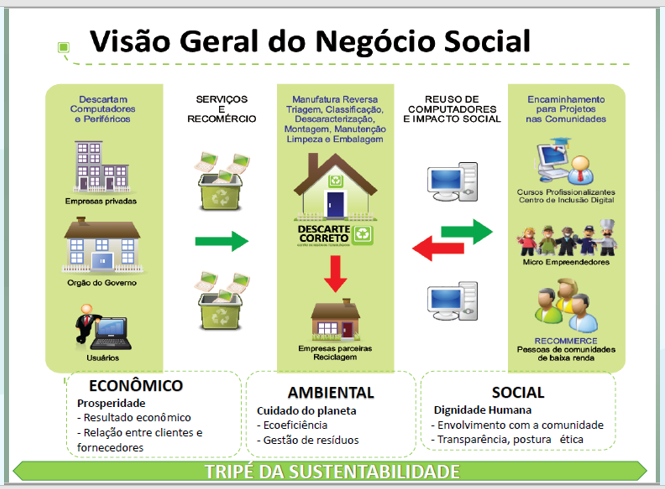 Visão Geral do Negócio Social
Descartam
Computadores
e Periféricos
Empresas privadas
Orgão do Governo
Usuários
SERVIÇOS
E
RECOMÉRCIO
Manufatura Reversa
Triagem, Classificação,
Descaracterização,
Montagem, Manutenção
Limpeza e Embalagem
DESCARTE
CORRETO
Empresas parceiras
Reciclagem
REUSO DE
COMPUTADORES
E IMPACTO SOCIAL
Encaminhamento
para Projetos
nas Comunidades
Cursos Profissionalizantes
Centro de Inclusão Digital
Micro Empreendedores
RECOMMERCE
Pessoas de comunidades
de baixa renda
ECONÔMICO
Prosperidade
- Resultado econômico
- Relação entre clientes e
fornecedores
AMBIENTAL
Cuidado do planeta
- Ecoeficiência
- Gestão de resíduos
SOCIAL
Dignidade Humana
- Envolvimento com a comunidade
- Transparência, postura ética
TRIPÉ DA SUSTENTABILIDADE